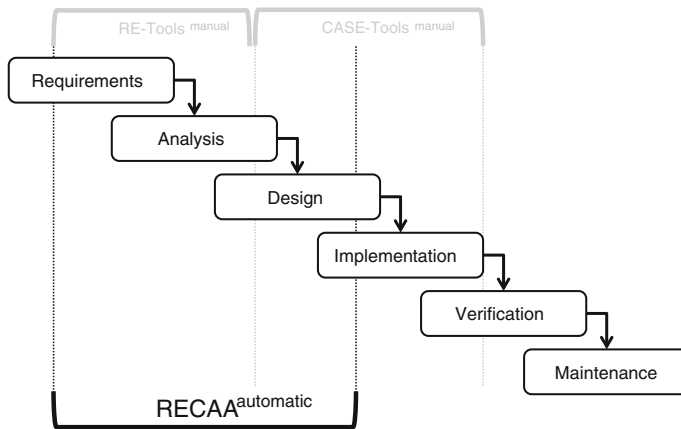 RE-Tools manual
CASE-Tools manual
Requirements
Analysis
Design
Implementation
Verification
Maintenance
RECAA automatic